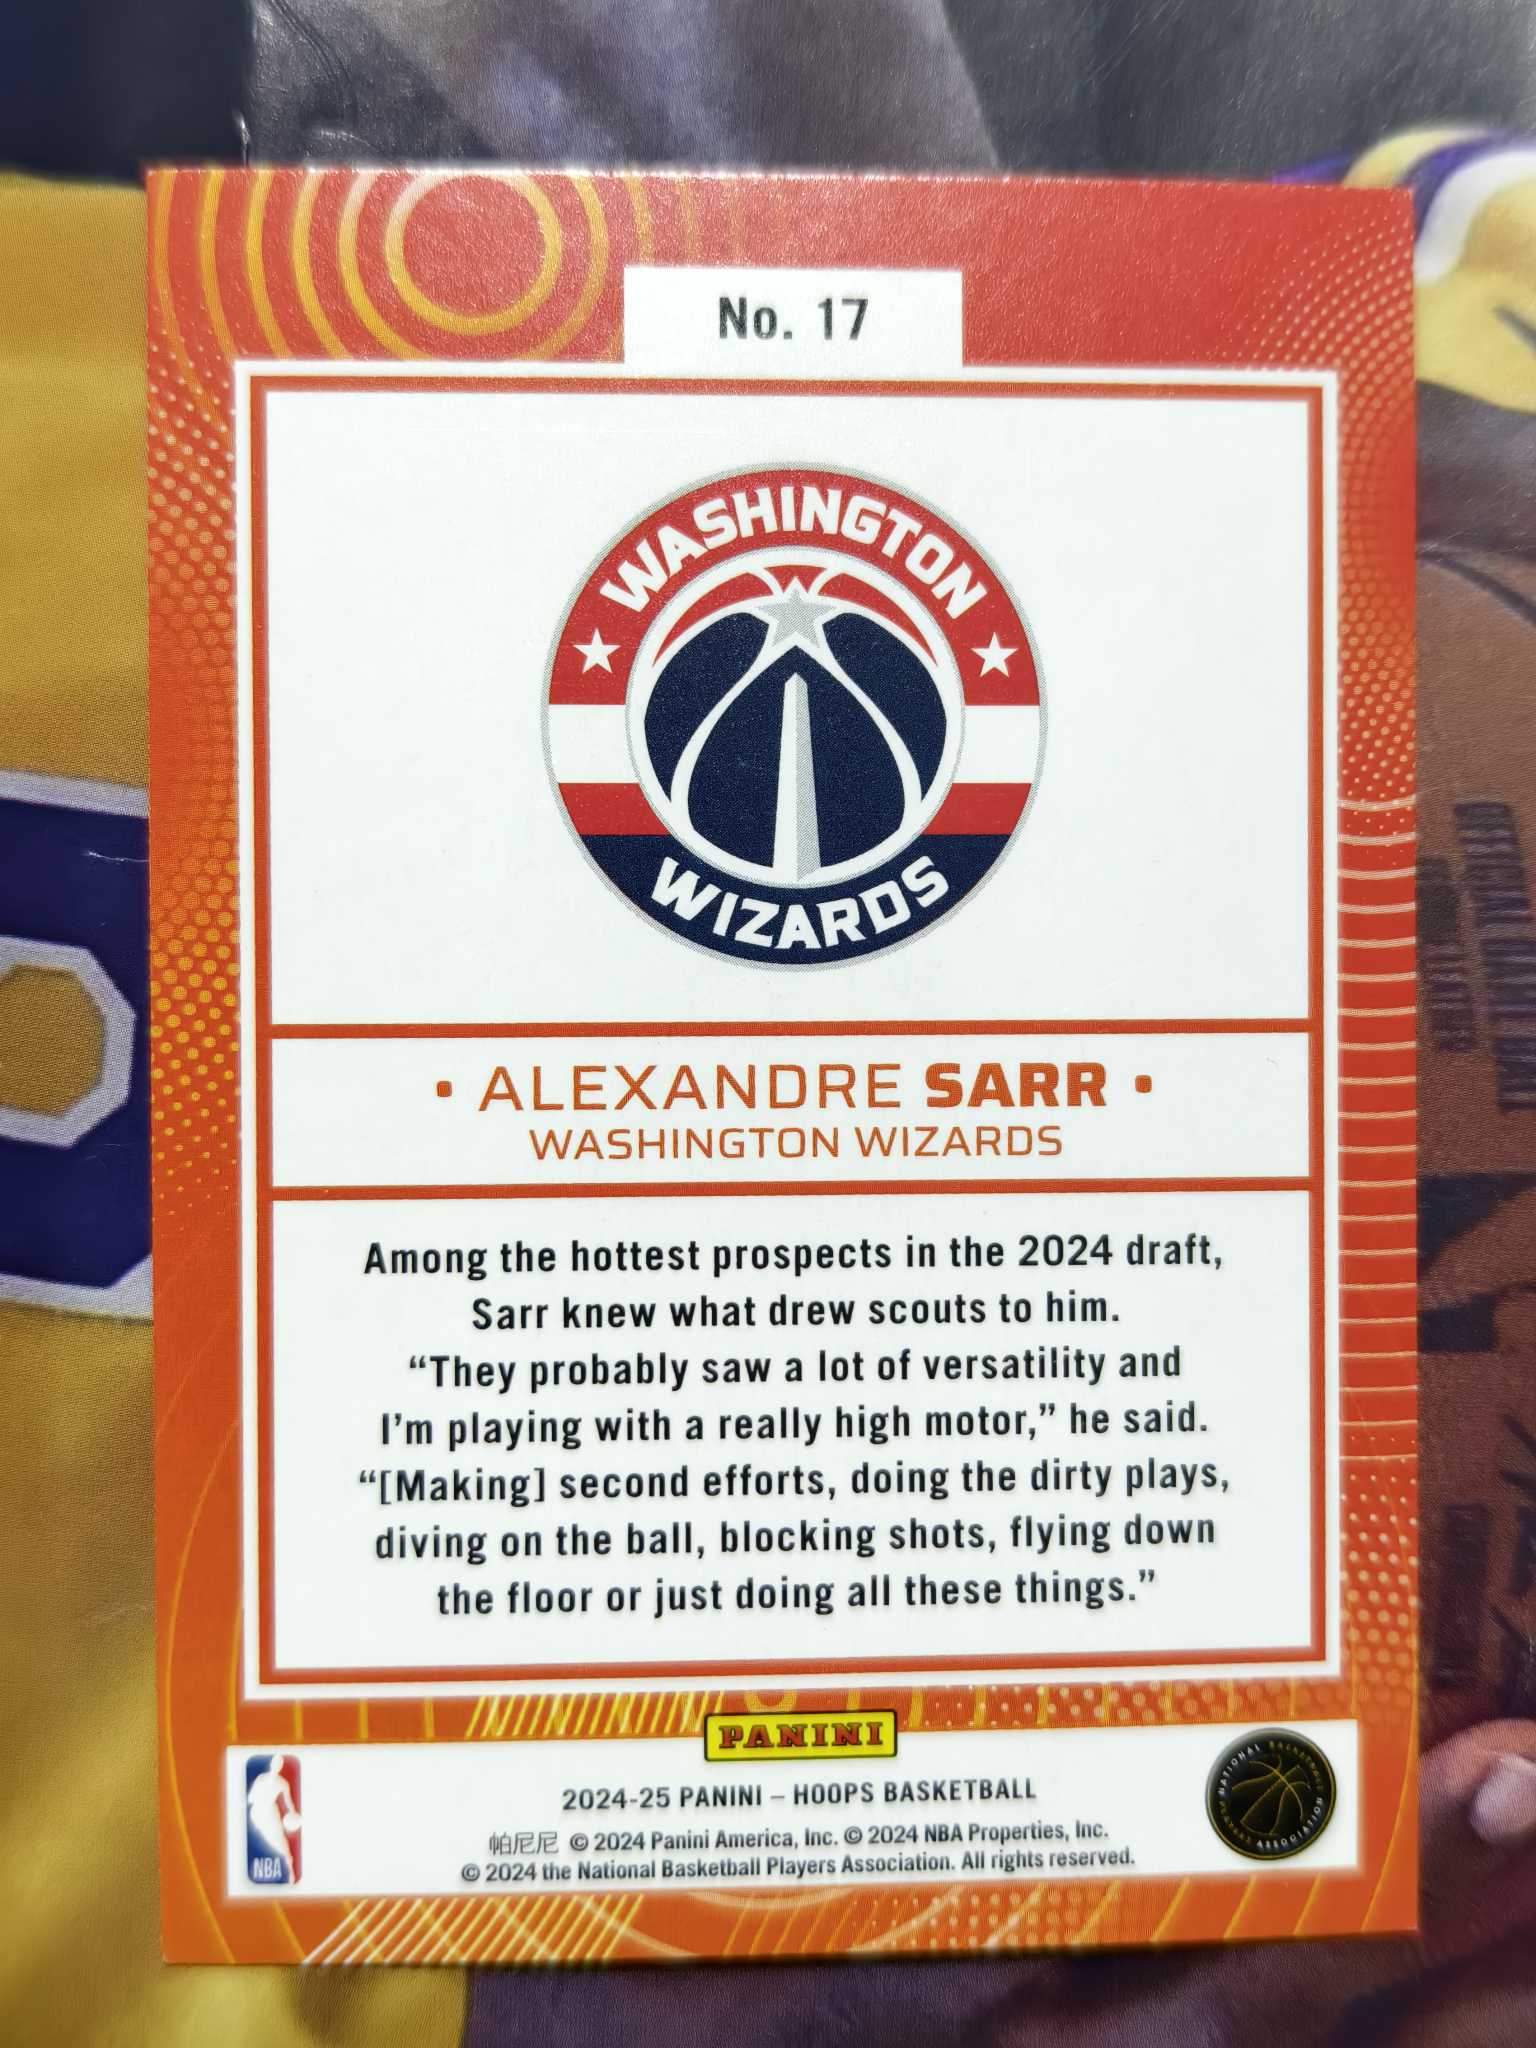 No. 17
WASHINGTON
WIZARDS
• ALEXANDRE SARR •
WASHINGTON WIZARDS
Among the hottest prospects in the 2024 draft,
Sarr knew what drew scouts to him.
“They probably saw a lot of versatility and
I’m playing with a really high motor,” he said.
“[Making] second efforts, doing the dirty plays,
diving on the ball, blocking shots, flying down
the floor or just doing all these things.”
PANINI
NBA
2024-25 PANINI – HOOPS BASKETBALL
帕尼尼 © 2024 Panini America, Inc. © 2024 NBA Properties, Inc.
© 2024 the National Basketball Players Association. All rights reserved.
NATIONAL BASKETBALL
PLAYERS ASSOCIATION